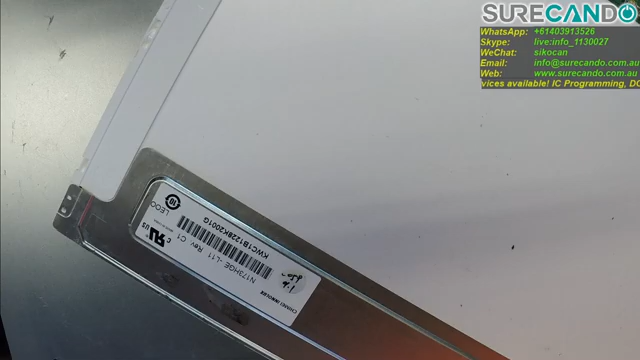 SURECANDO
WhatsApp: +61403913526
Skype: live:info_1130027
WeChat: sikocan
Email: info@surecando.com.au
Web: www.surecando.com.au
vices available! IC Programming, DC
CHIMEI INNOLUX
N173HGE -L11 Rev. C1
KWC1B1228K2001G
LEOC